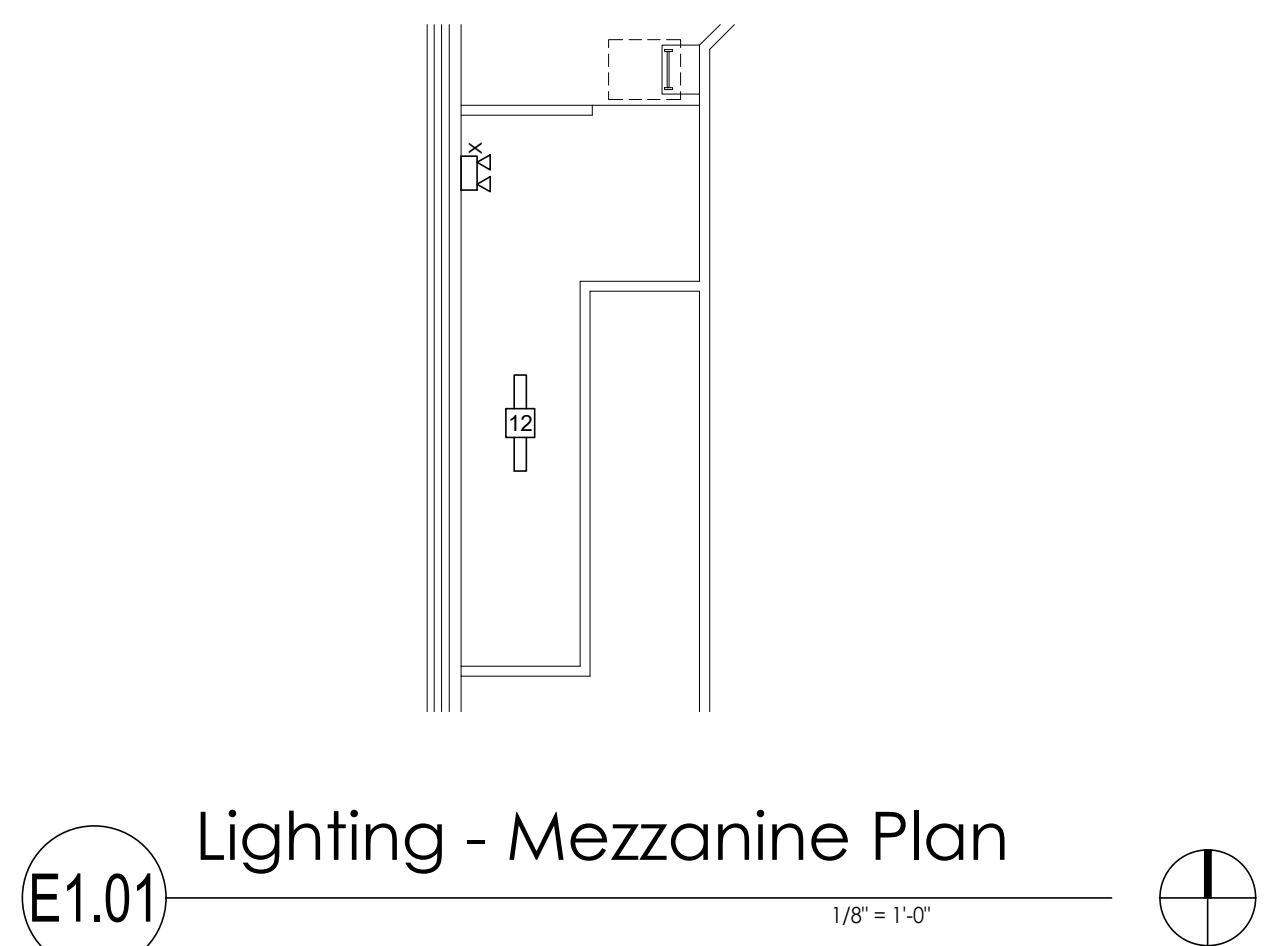 X
12
Lighting - Mezzanine Plan
E1.01
1/8" = 1'-0"